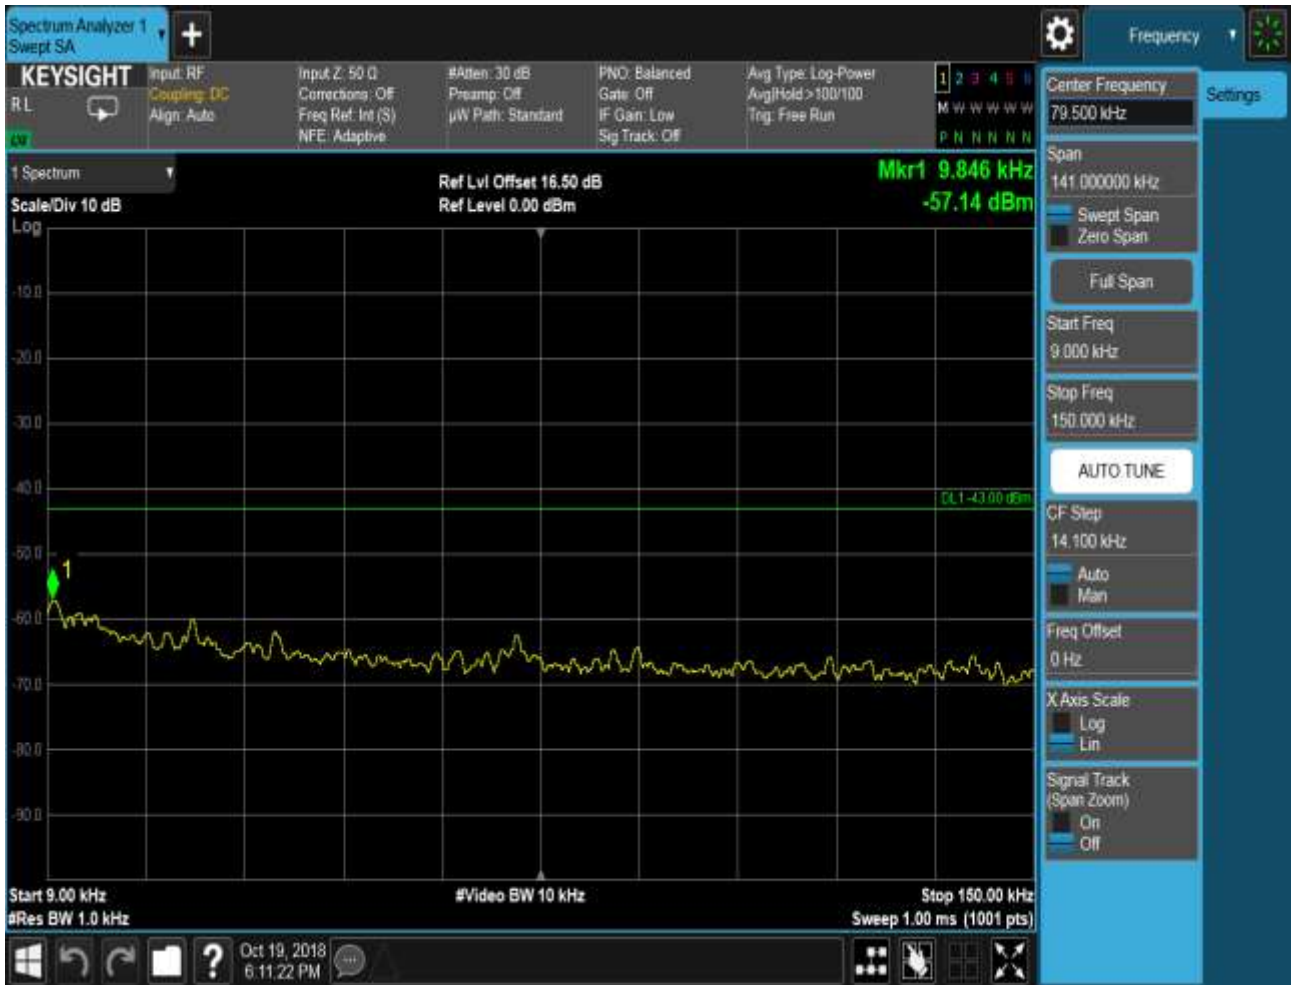 Spectrum Analyzer 1
Swept SA
+
Frequency
KEYSIGHT
R L
Input: RF
Coupling: DC
Align: Auto
Input Z: 50 Ω
Corrections: Off
Freq Ref: Int (S)
NFE: Adaptive
#Atten: 30 dB
Preamp: Off
µW Path: Standard
PNO: Balanced
Gate: Off
IF Gain: Low
Sig Track: Off
Avg Type: Log-Power
Avg|Hold:>100/100
Trig: Free Run
1 2 3 4 5 6
M W W W W W
P N N N N N
1 Spectrum
Scale/Div 10 dB
Log
Ref Lvl Offset 16.50 dB
Ref Level 0.00 dBm
Mkr1 9.846 kHz
-57.14 dBm
-10.0
-20.0
-30.0
-40.0
DL1 -43.00 dBm
-50.0
1
-60.0
-70.0
-80.0
-90.0
Start 9.00 kHz
#Res BW 1.0 kHz
#Video BW 10 kHz
Stop 150.00 kHz
Sweep 1.00 ms (1001 pts)
Center Frequency
79.500 kHz
Settings
Span
141.000000 kHz
Swept Span
Zero Span
Full Span
Start Freq
9.000 kHz
Stop Freq
150.000 kHz
AUTO TUNE
CF Step
14.100 kHz
Auto
Man
Freq Offset
0 Hz
X Axis Scale
Log
Lin
Signal Track
(Span Zoom)
On
Off
?
Oct 19, 2018
6:11:22 PM